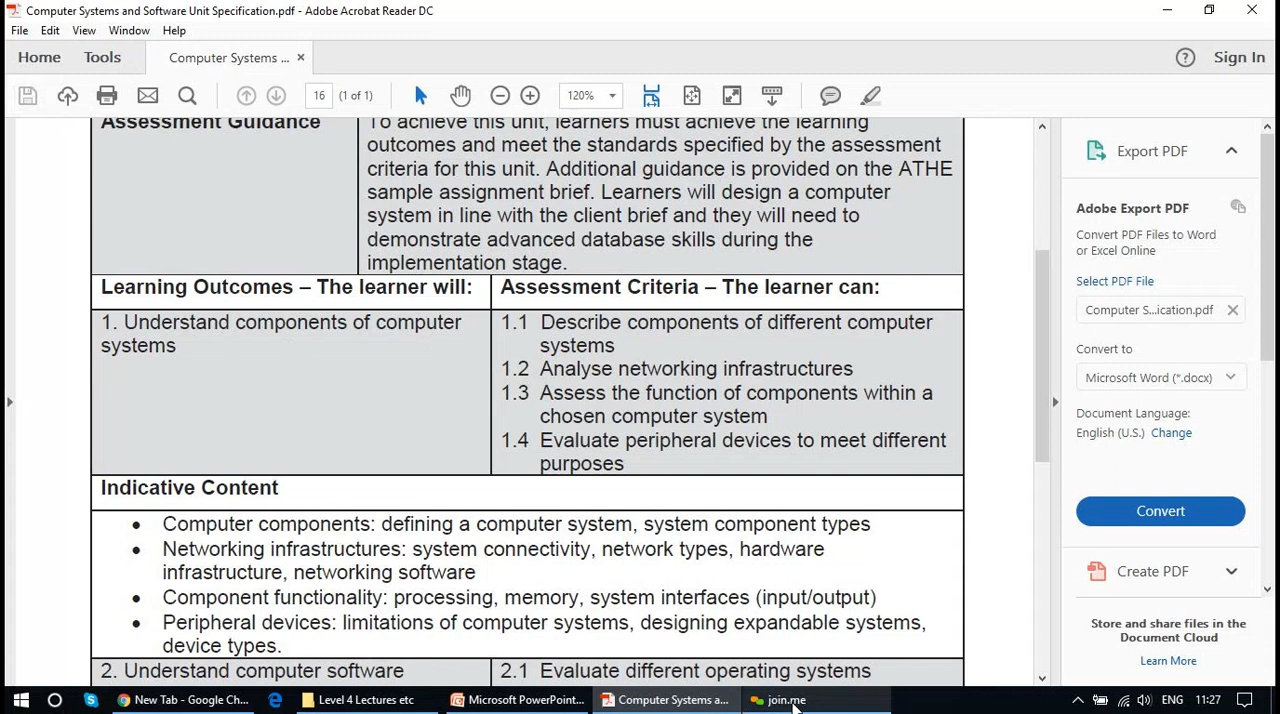 Computer Systems and Software Unit Specification.pdf - Adobe Acrobat Reader DC
File Edit View Window Help
Home Tools Computer Systems ... × Sign In
16 (1 of 1) 120%
Assessment Guidance
To achieve this unit, learners must achieve the learning
outcomes and meet the standards specified by the assessment
criteria for this unit. Additional guidance is provided on the ATHE
sample assignment brief. Learners will design a computer
system in line with the client brief and they will need to
demonstrate advanced database skills during the
implementation stage.
Learning Outcomes – The learner will:
Assessment Criteria – The learner can:
1. Understand components of computer
systems
1.1 Describe components of different computer
systems
1.2 Analyse networking infrastructures
1.3 Assess the function of components within a
chosen computer system
1.4 Evaluate peripheral devices to meet different
purposes
Indicative Content
• Computer components: defining a computer system, system component types
• Networking infrastructures: system connectivity, network types, hardware
infrastructure, networking software
• Component functionality: processing, memory, system interfaces (input/output)
• Peripheral devices: limitations of computer systems, designing expandable systems,
device types.
2. Understand computer software
2.1 Evaluate different operating systems
Export PDF
Adobe Export PDF
Convert PDF Files to Word
or Excel Online
Select PDF File
Computer S...ication.pdf
Convert to
Microsoft Word (*.docx)
Document Language:
English (U.S.) Change
Convert
Create PDF
Store and share files in the
Document Cloud
Learn More
New Tab - Google Ch... Level 4 Lectures etc Microsoft PowerPoint... Computer Systems a... join.me ENG 11:27